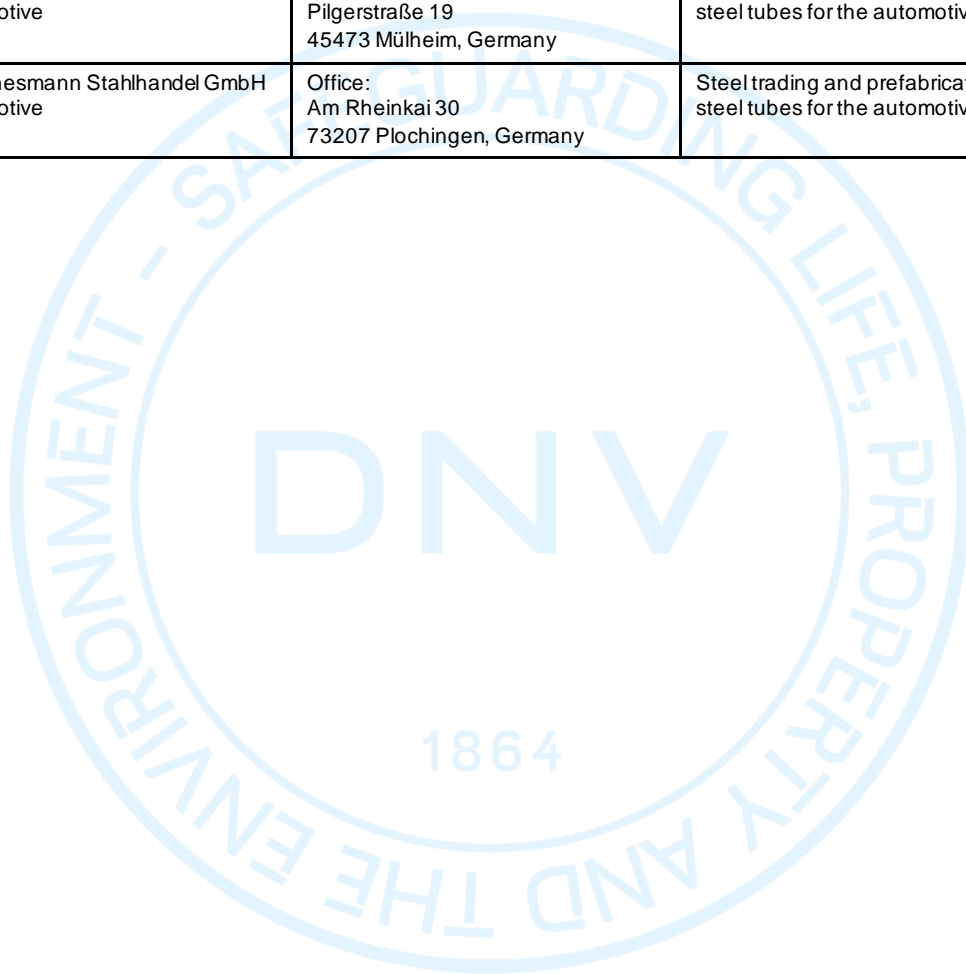 otive
Pilgerstraße 19
45473 Mülheim, Germany
steel tubes for the automotiv
nesmann Stahlhandel GmbH
otive
Office:
Am Rheinkai 30
73207 Plochingen, Germany
Steel trading and prefabricat
steel tubes for the automotiv
SAFEGUARDING LIFE, PROPERTY AND THE ENVIRONMENT -
DNV
1864